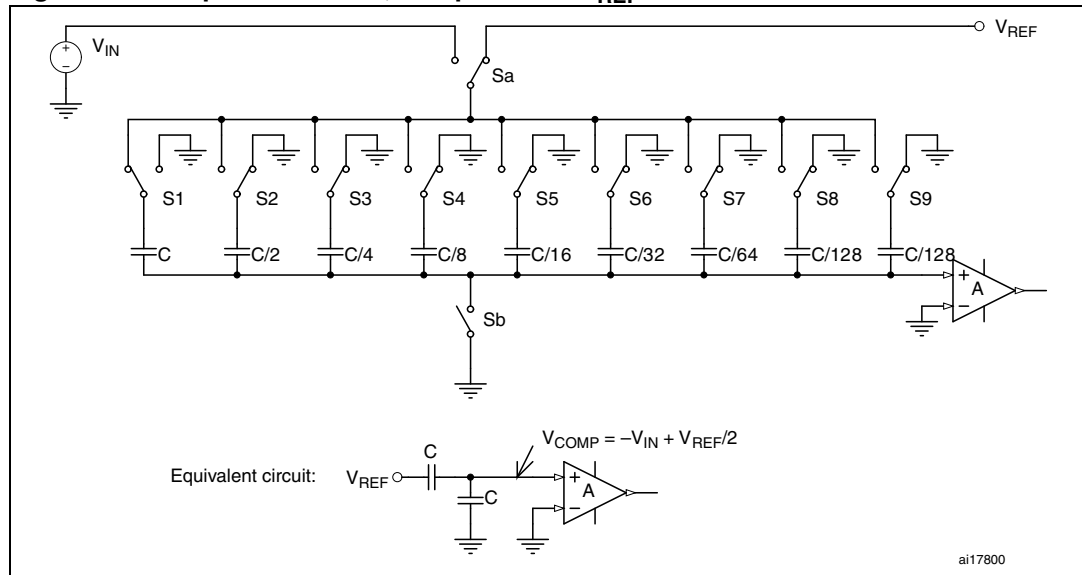 REF
V_IN
+
−
V_REF
Sa
S1 S2 S3 S4 S5 S6 S7 S8 S9
C C/2 C/4 C/8 C/16 C/32 C/64 C/128 C/128
+
A
−
Sb
V_COMP = –V_IN + V_REF/2
Equivalent circuit: V_REF C
+
A
C
−
ai17800